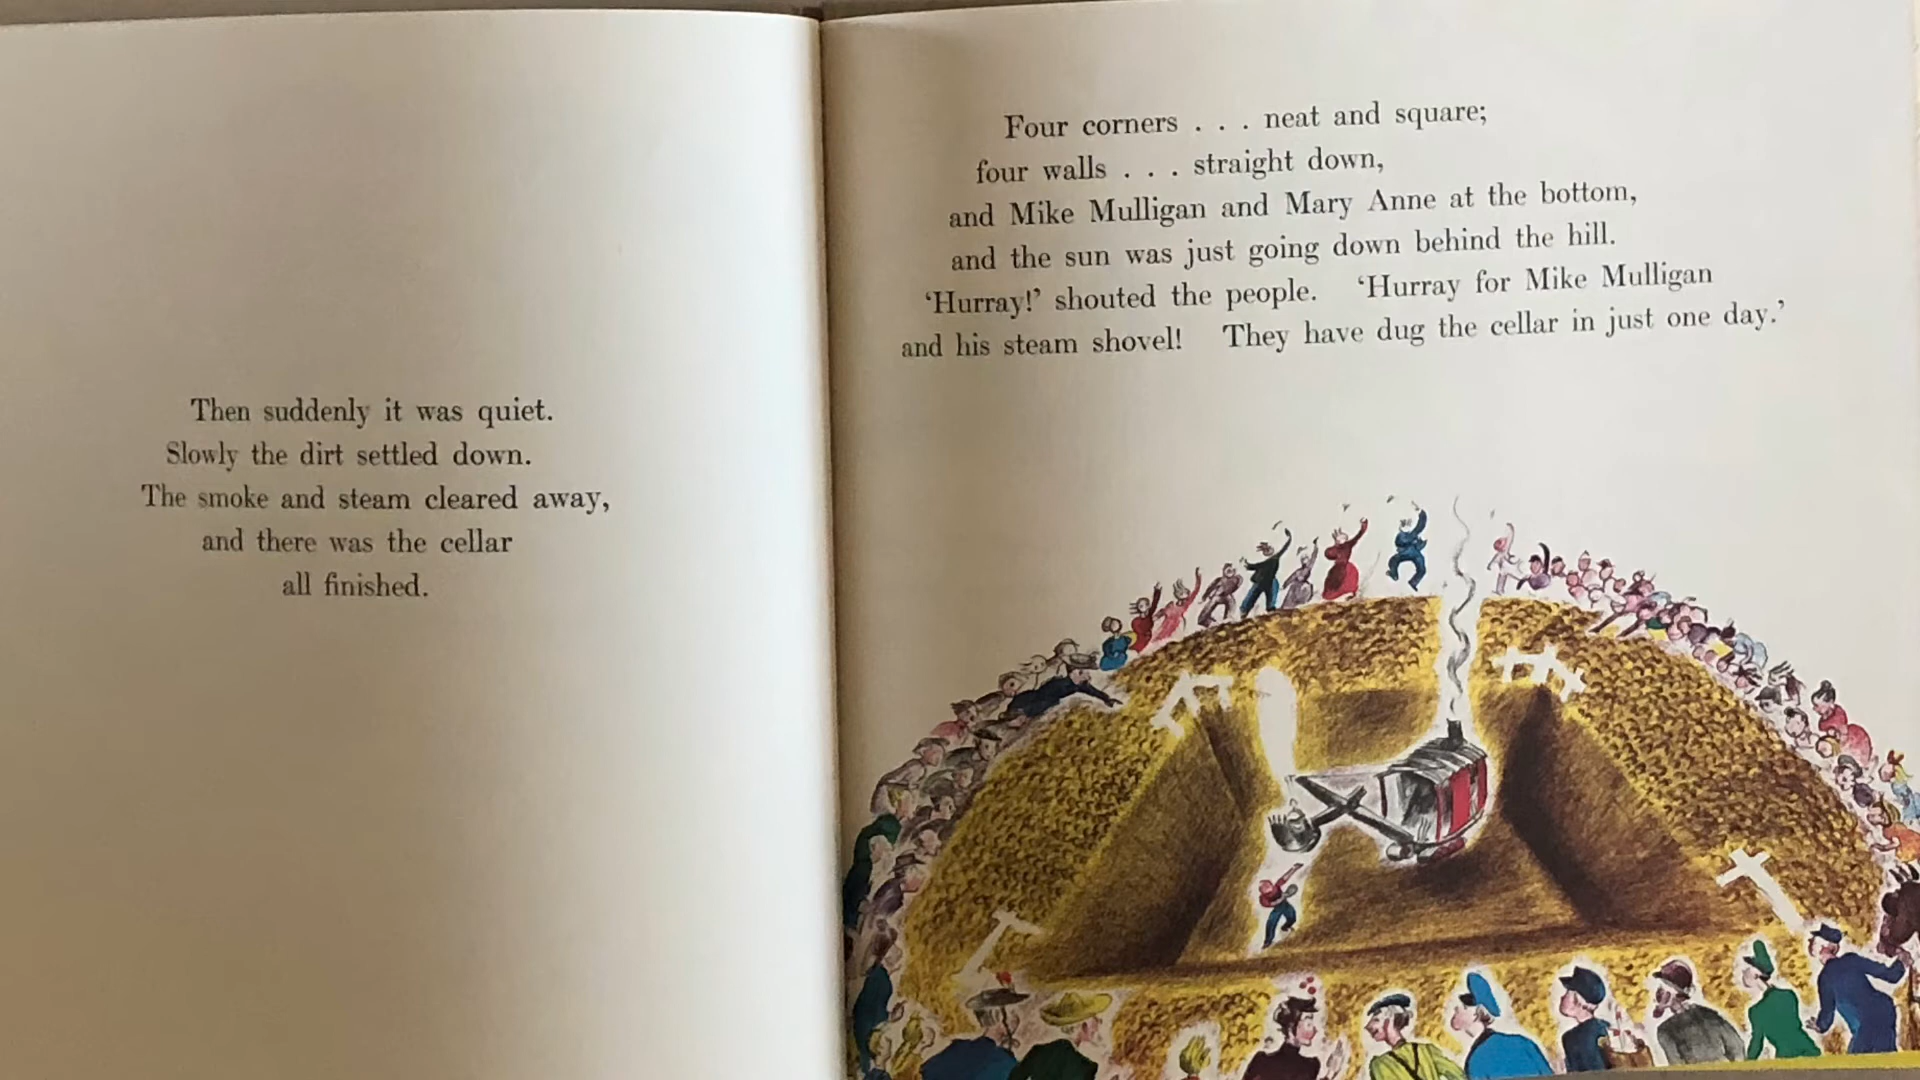 Then suddenly it was quiet.
Slowly the dirt settled down.
The smoke and steam cleared away,
and there was the cellar
all finished.
Four corners . . . neat and square;
four walls . . . straight down,
and Mike Mulligan and Mary Anne at the bottom,
and the sun was just going down behind the hill.
‘Hurray!’ shouted the people. ‘Hurray for Mike Mulligan
and his steam shovel! They have dug the cellar in just one day.’